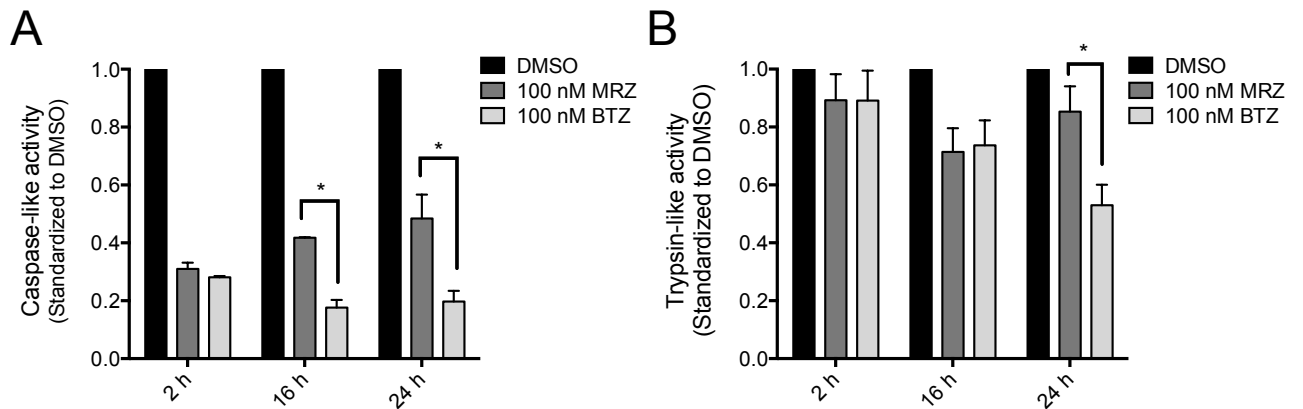 A
Caspase-like activity
(Standardized to DMSO)
1.0
0.8
0.6
0.4
0.2
0.0
*
*
2 h
16 h
24 h
DMSO
100 nM MRZ
100 nM BTZ
B
Trypsin-like activity
(Standardized to DMSO)
1.0
0.8
0.6
0.4
0.2
0.0
*
2 h
16 h
24 h
DMSO
100 nM MRZ
100 nM BTZ